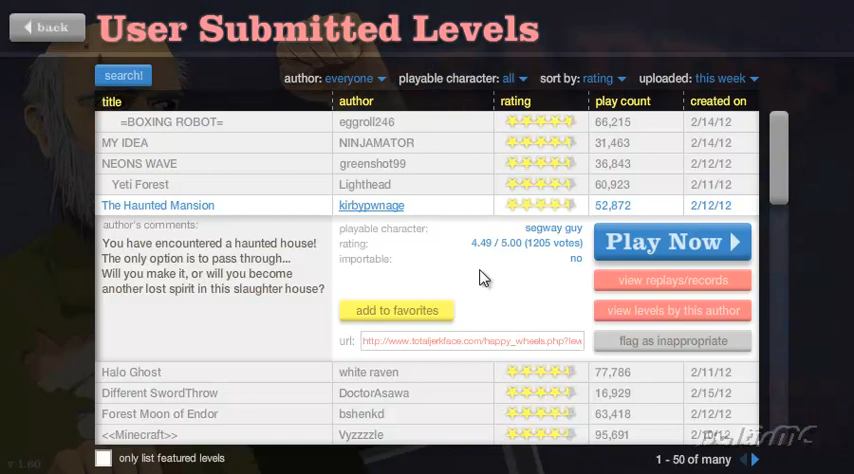 back
User Submitted Levels
search!
author: everyone playable character: all sort by: rating uploaded: this week
title author rating play count created on
=BOXING ROBOT= eggroll246 66,215 2/14/12
MY IDEA NINJAMATOR 31,463 2/14/12
NEONS WAVE greenshot99 36,843 2/12/12
Yeti Forest Lighthead 60,923 2/11/12
The Haunted Mansion kirbypwnage 52,872 2/12/12
author's comments:
You have encountered a haunted house!
The only option is to pass through...
Will you make it, or will you become
another lost spirit in this slaughter house?
playable character: segway guy
rating: 4.49 / 5.00 (1205 votes)
importable: no
add to favorites
url: http://www.totaljerkface.com/happy_wheels.php?lev
Play Now
view replays/records
view levels by this author
flag as inappropriate
Halo Ghost white raven 77,786 2/11/12
Different SwordThrow DoctorAsawa 16,929 2/15/12
Forest Moon of Endor bshenkd 63,418 2/12/12
<<Minecraft>> Vyzzzzle 95,691
only list featured levels
1 - 50 of many
v 1.60